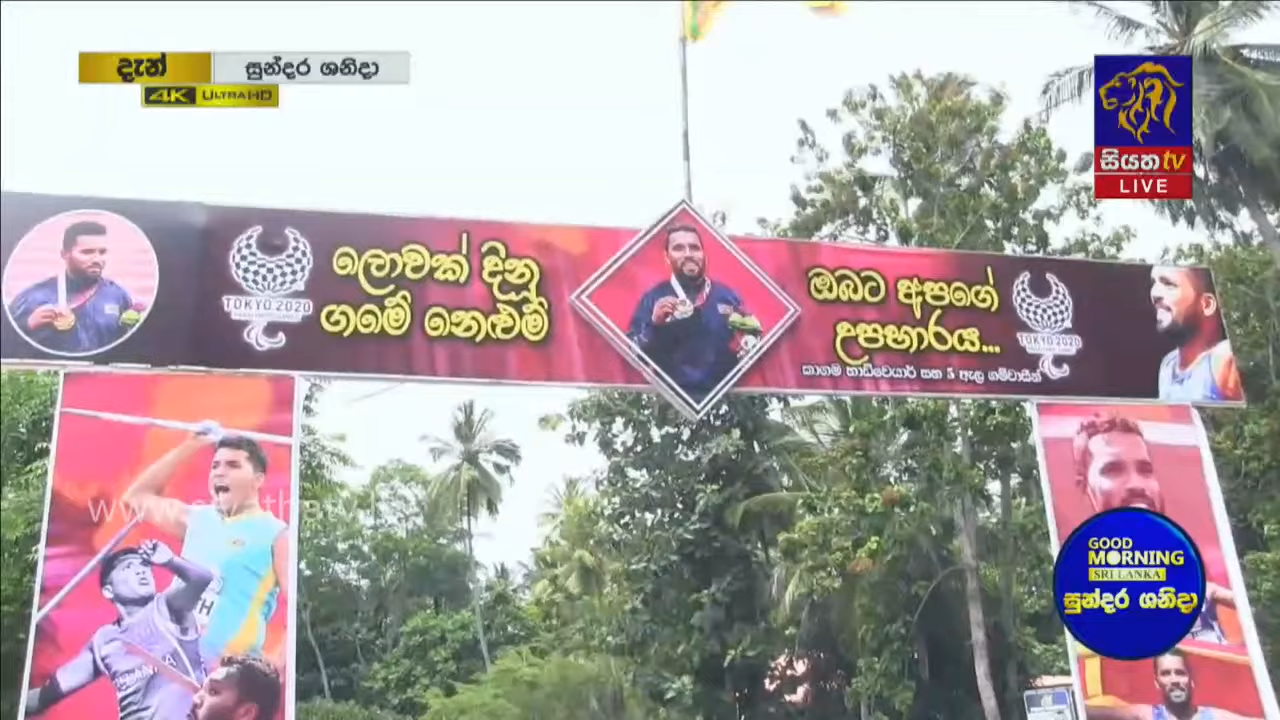 දැන්
සුන්දර ශනිදා
4K ULTRA HD
සියත tv
LIVE
ලොවක් දිනූ
ගමේ නෙළුම්
TOKYO 2020
ඔබට අපගේ
උපහාරය...
TOKYO 2020
කාගම හාඩ්වෙයාර් සහ 5 ඇල ගම්වාසීන්
GOOD
MORNING
SRI LANKA
සුන්දර ශනිදා